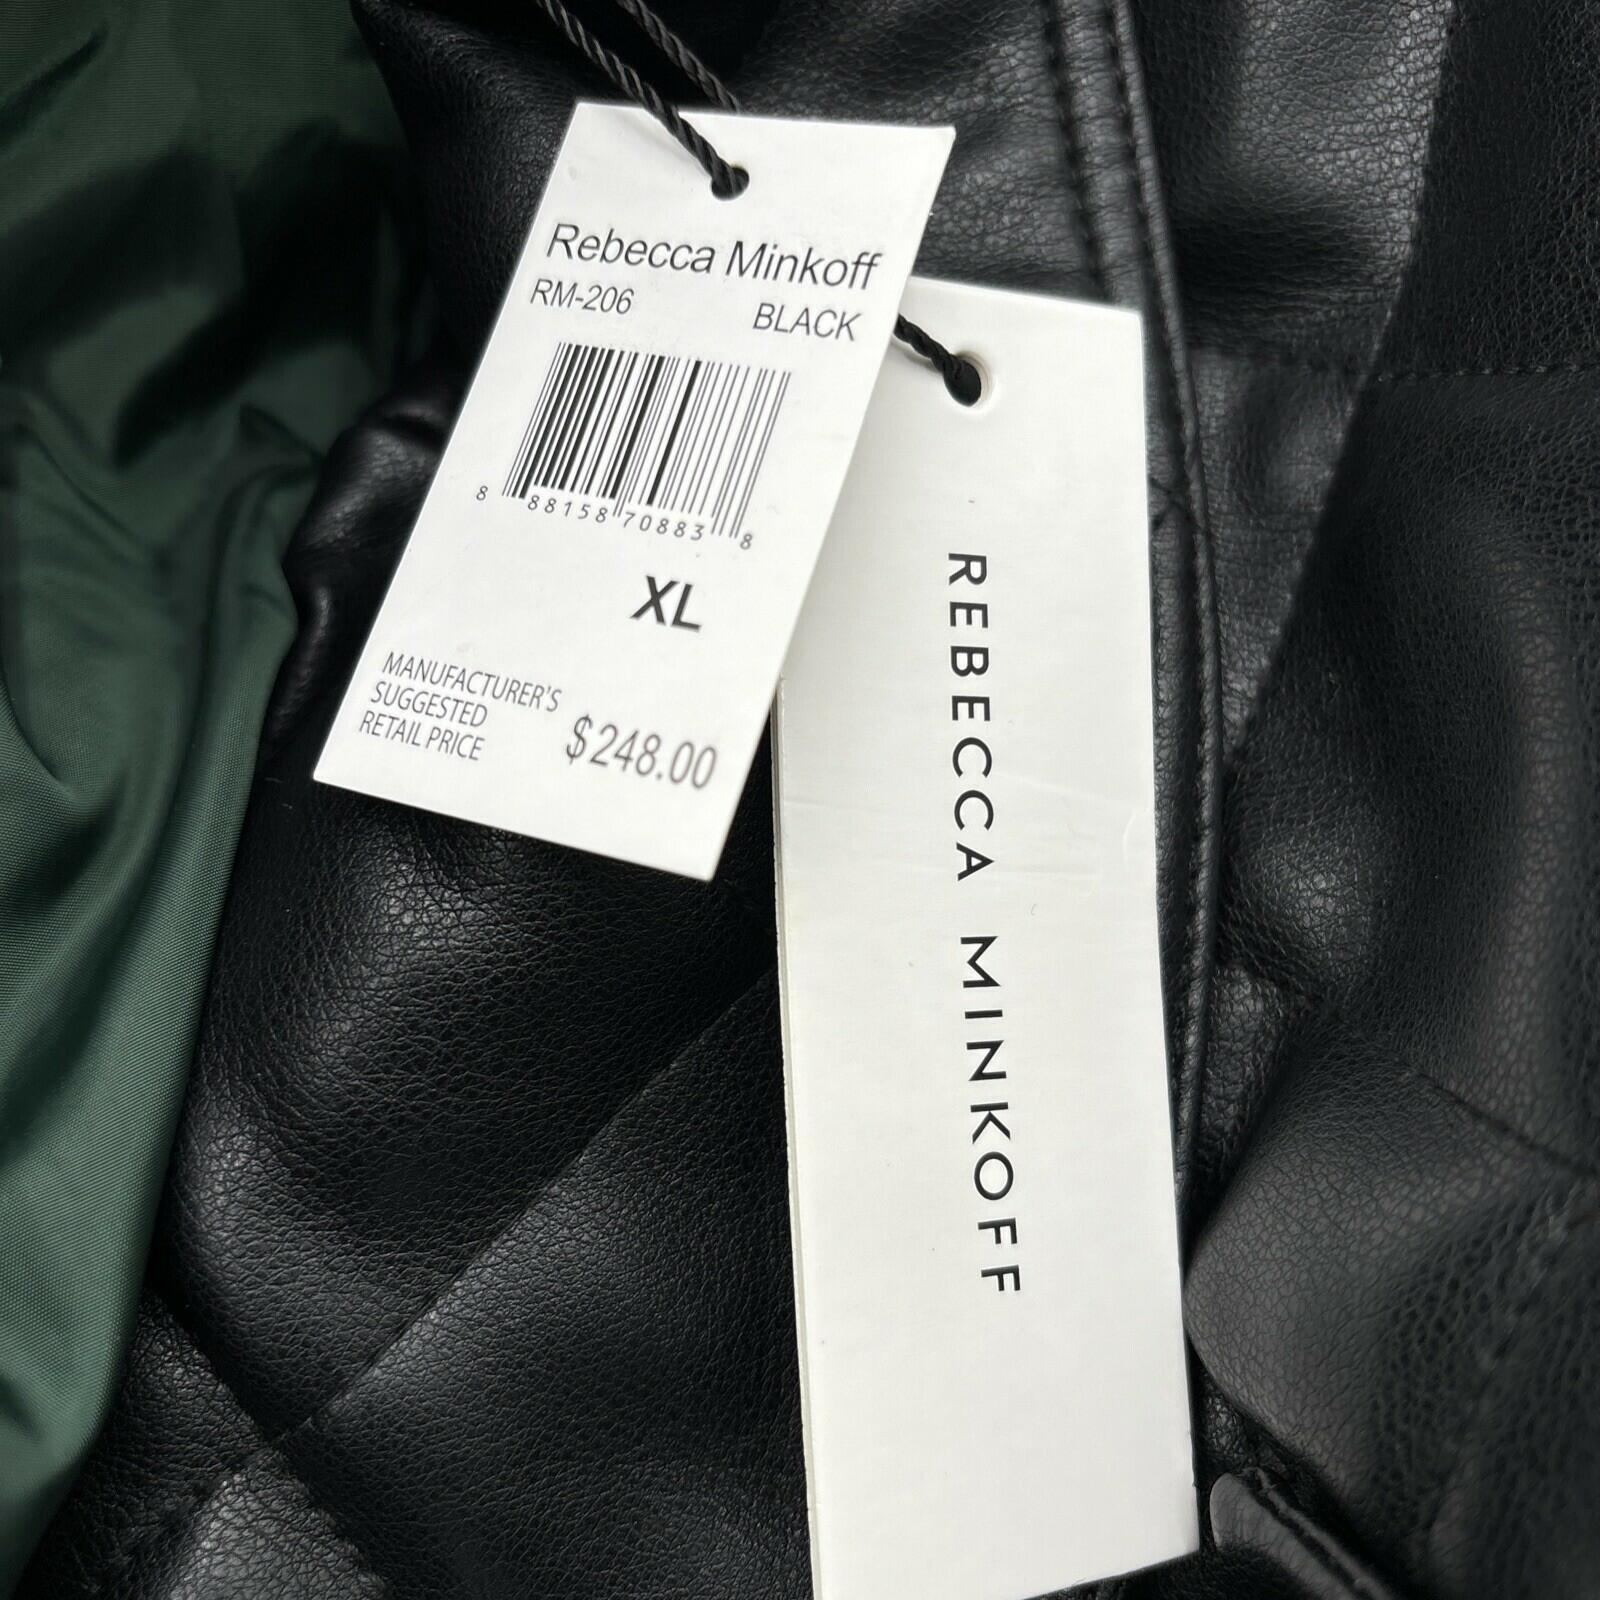 Rebecca Minkoff
RM-206 BLACK
8 88158 70883 8
XL
MANUFACTURER'S
SUGGESTED
RETAIL PRICE
$248.00
REBECCA MINKOFF